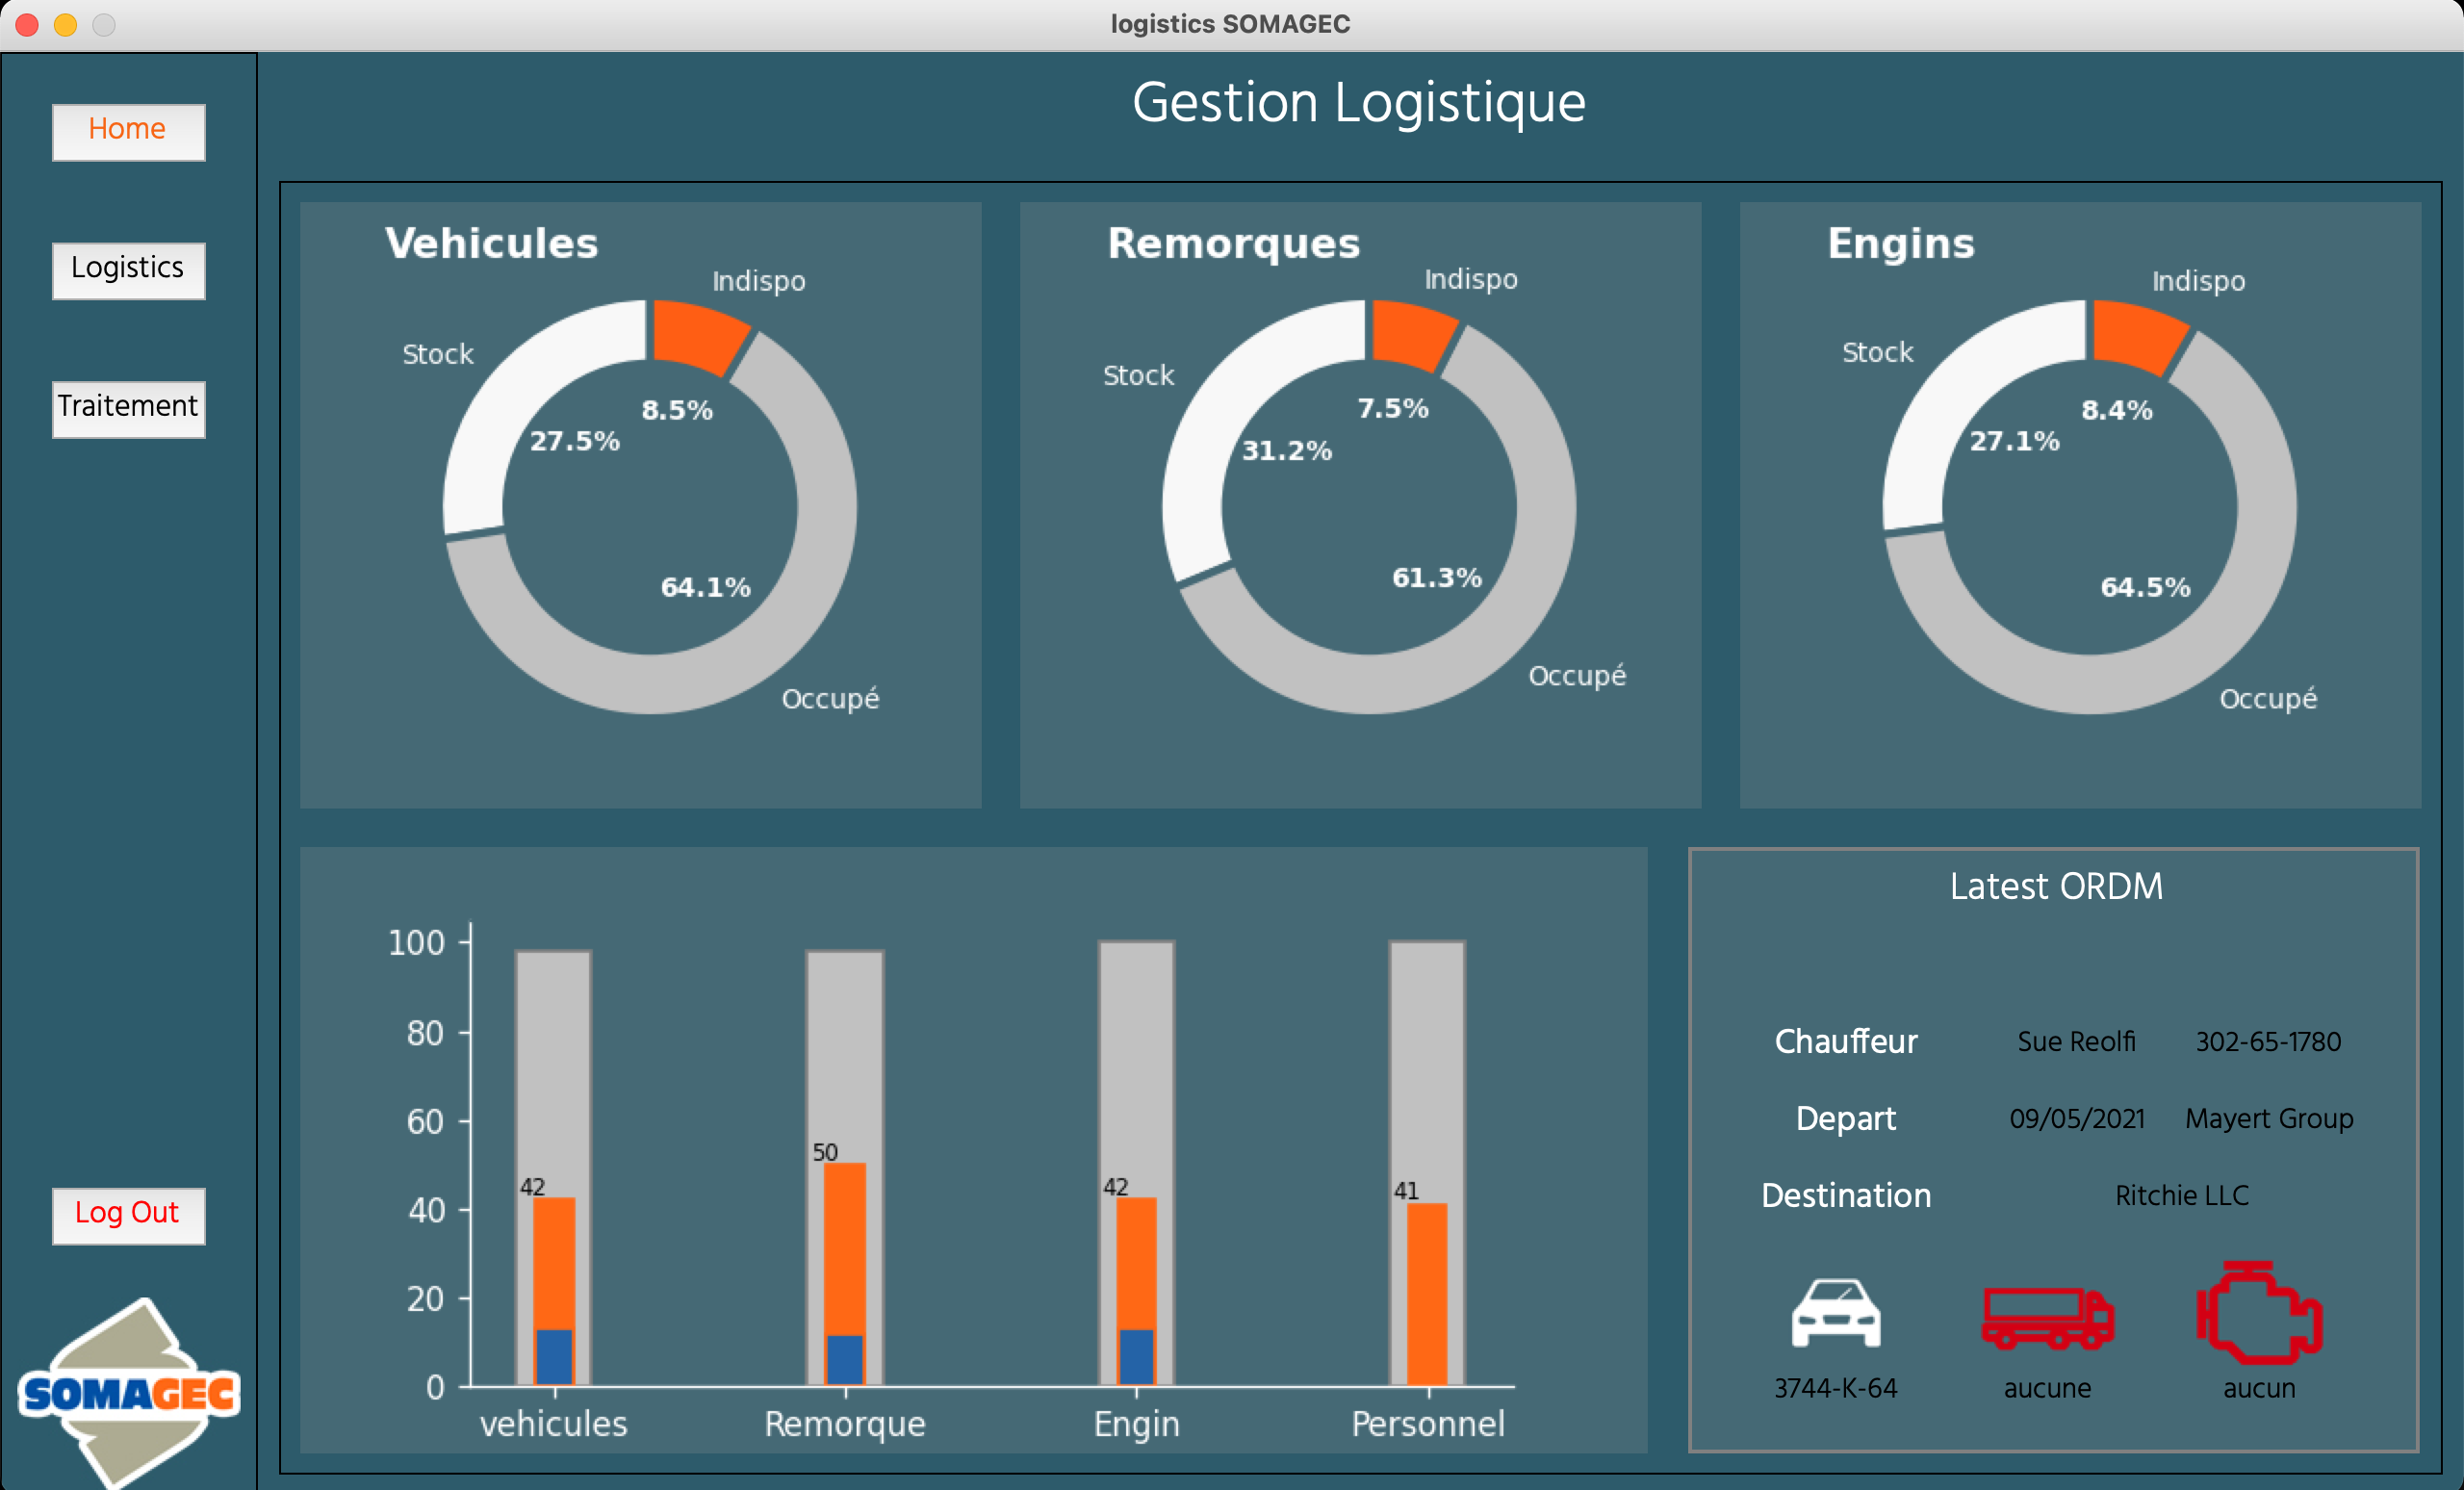 logistics SOMAGEC
Gestion Logistique
Home
Logistics
Traitement
Log Out
SOMAGEC
Vehicules
Indispo
Stock
8.5%
27.5%
64.1%
Occupé
Remorques
Indispo
Stock
7.5%
31.2%
61.3%
Occupé
Engins
Indispo
Stock
8.4%
27.1%
64.5%
Occupé
100
80
60
40
20
0
42
50
42
41
vehicules Remorque Engin Personnel
Latest ORDM
Chauffeur Sue Reolfi 302-65-1780
Depart 09/05/2021 Mayert Group
Destination Ritchie LLC
3744-K-64 aucune aucun